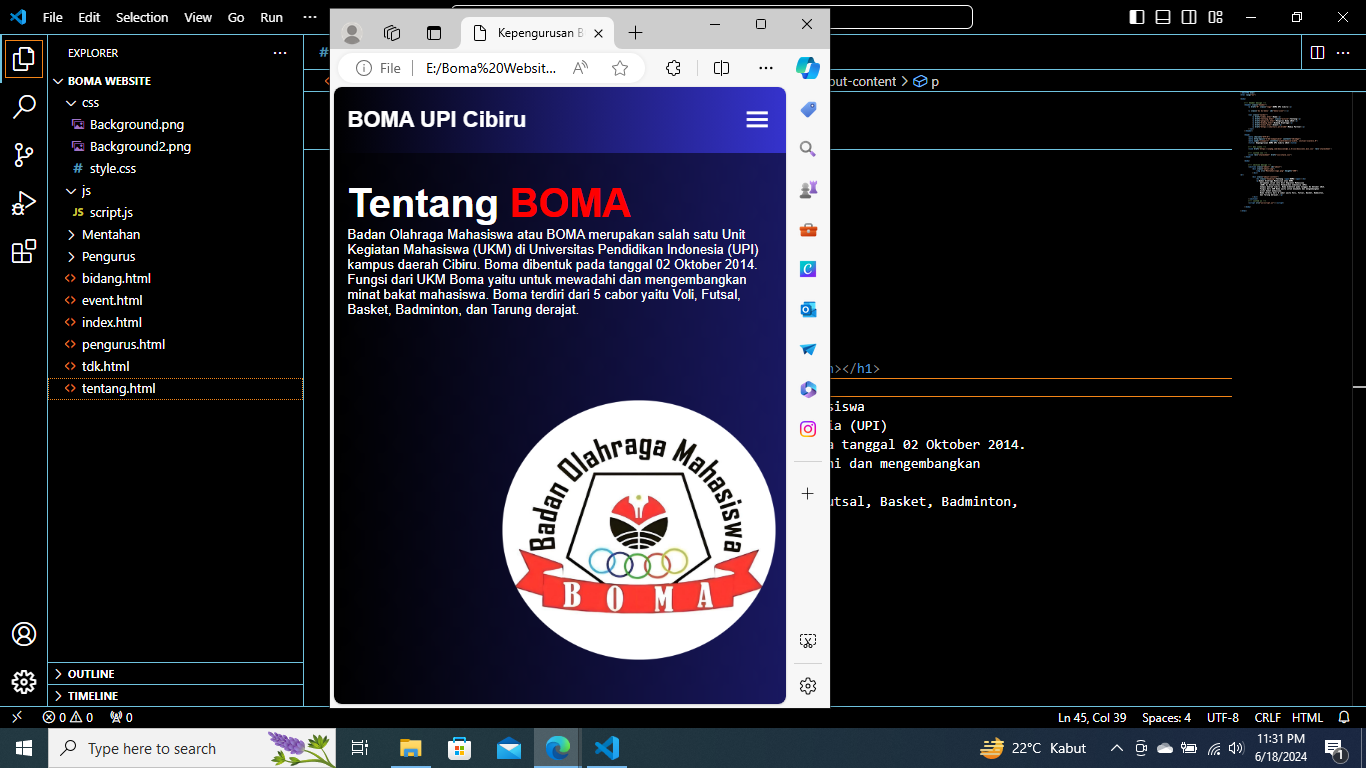 File Edit Selection View Go Run ...
Kepengurusan B
EXPLORER
File E:/Boma%20Websit...
BOMA WEBSITE
out-content > p
css
Background.png
Background2.png
# style.css
js
JS script.js
Mentahan
Pengurus
bidang.html
event.html
index.html
pengurus.html
tdk.html
tentang.html
OUTLINE
TIMELINE
BOMA UPI Cibiru
Tentang BOMA
Badan Olahraga Mahasiswa atau BOMA merupakan salah satu Unit
Kegiatan Mahasiswa (UKM) di Universitas Pendidikan Indonesia (UPI)
kampus daerah Cibiru. Boma dibentuk pada tanggal 02 Oktober 2014.
Fungsi dari UKM Boma yaitu untuk mewadahi dan mengembangkan
minat bakat mahasiswa. Boma terdiri dari 5 cabor yaitu Voli, Futsal,
Basket, Badminton, dan Tarung derajat.
Badan Olahraga Mahasiswa
BOMA
></h1>
siswa
ia (UPI)
a tanggal 02 Oktober 2014.
hi dan mengembangkan
utsal, Basket, Badminton,
0 0 0
Ln 45, Col 39 Spaces: 4 UTF-8 CRLF HTML
Type here to search
22°C Kabut
11:31 PM
6/18/2024
1